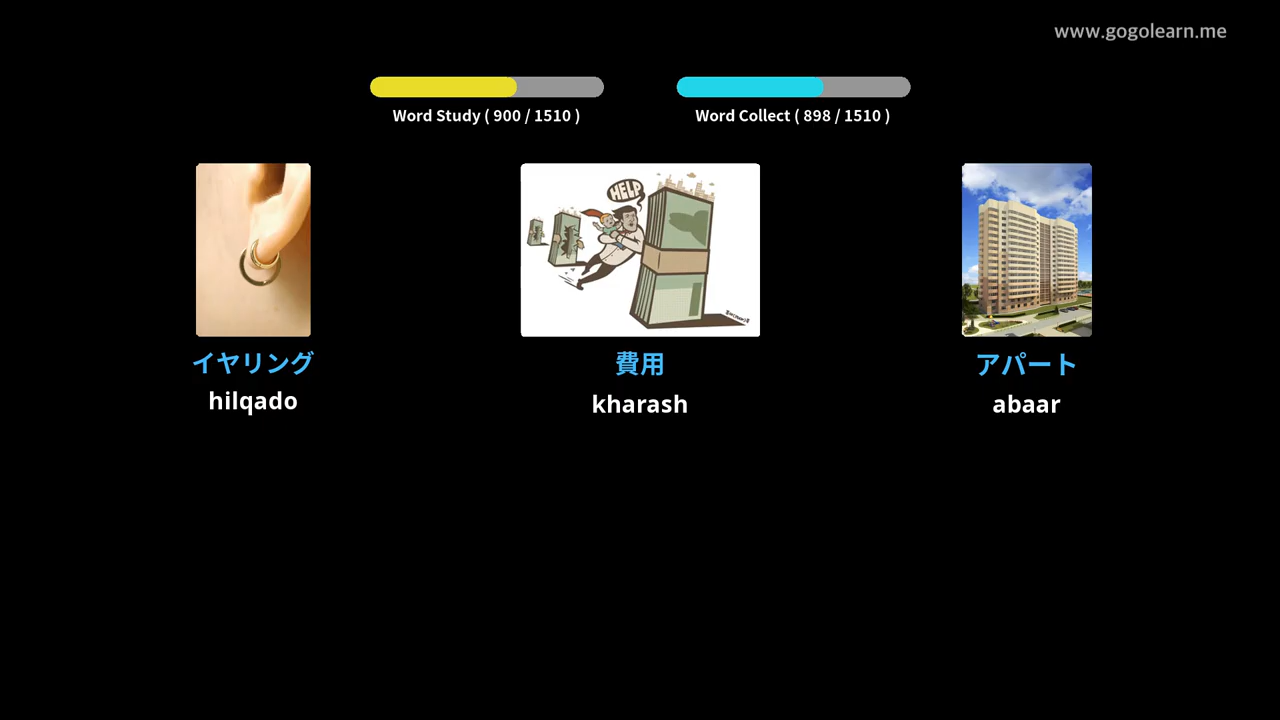 www.gogolearn.me
Word Study ( 900 / 1510 )
Word Collect ( 898 / 1510 )
HELP
イヤリング
費用
アパート
hilqado
kharash
abaar